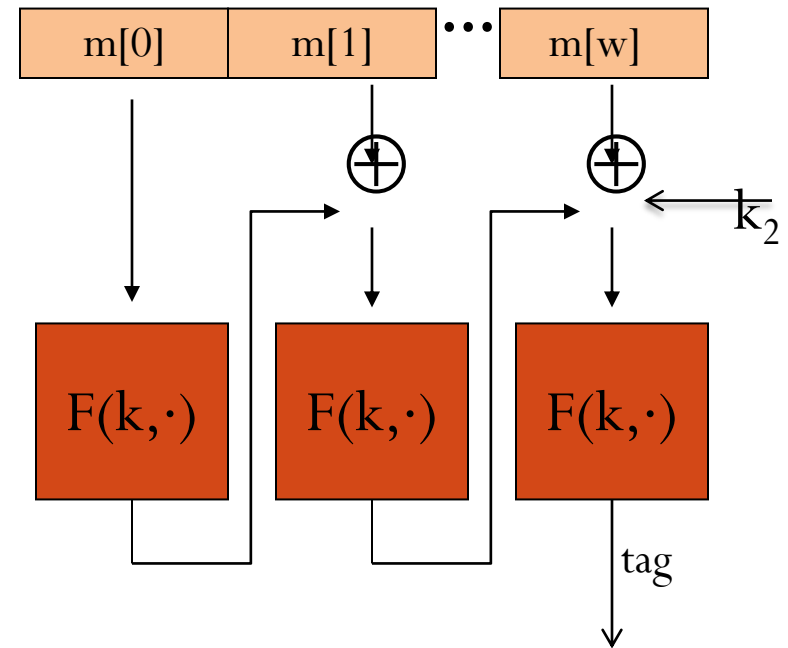 m[0] m[1] ••• m[w]
k₂
F(k,·) F(k,·) F(k,·)
tag